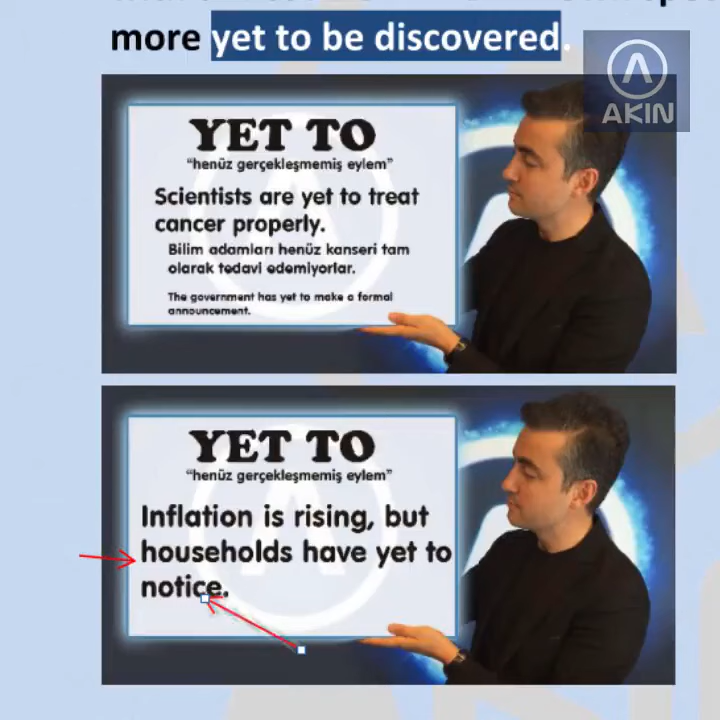 more yet to be discovered.
AKIN
YET TO
“henüz gerçekleşmemiş eylem”
Scientists are yet to treat
cancer properly.
Bilim adamları henüz kanseri tam
olarak tedavi edemiyorlar.
The government has yet to make a formal
announcement.
YET TO
“henüz gerçekleşmemiş eylem”
Inflation is rising, but
households have yet to
notice.